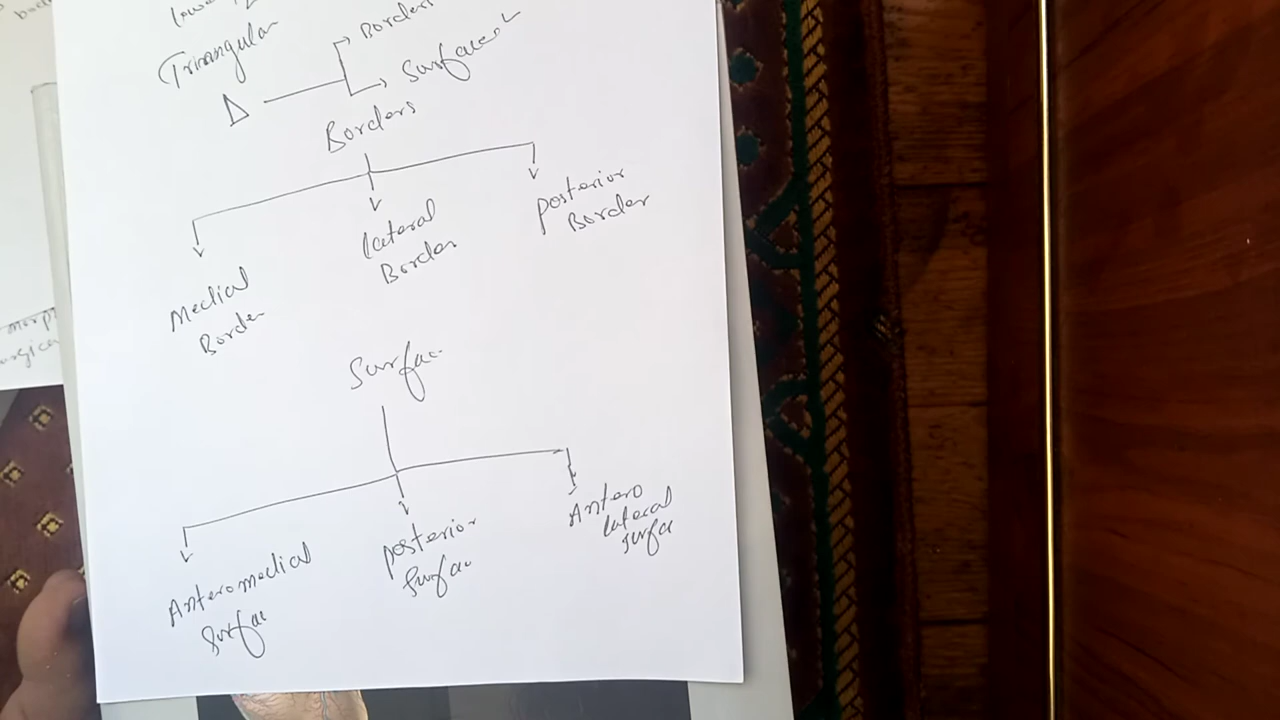 Triangular
Borders
Surfaces
Borders
Medial
Border
lateral
Border
posterior
Border
Surfac
Anteromedial
Surfac
posterior
Surfac
Antero
lateral
surfac